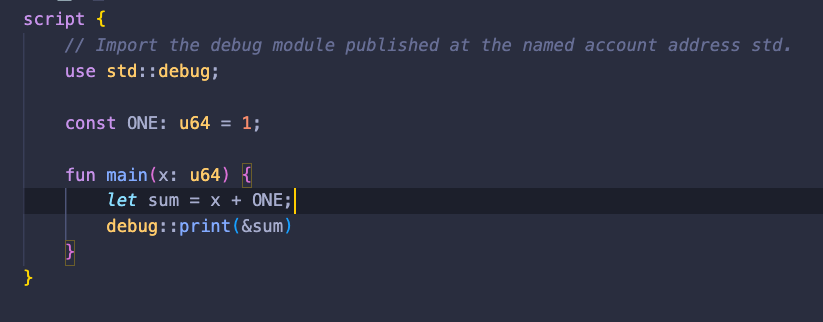 script {
// Import the debug module published at the named account address std.
use std::debug;
const ONE: u64 = 1;
fun main(x: u64) {
let sum = x + ONE;
debug::print(&sum)
}
}